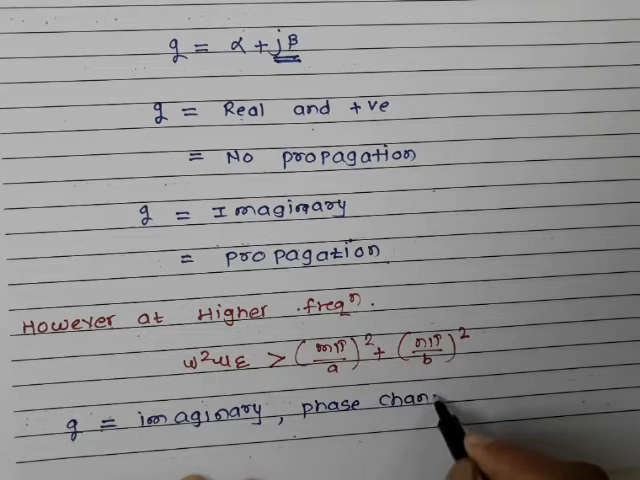 g = α + jβ
g = Real and +ve
= No propagation
g = Imaginary
= propagation
However at Higher freqⁿ.
ω²με > (mπ/a)² + (nπ/b)²
g = imaginary, phase chan